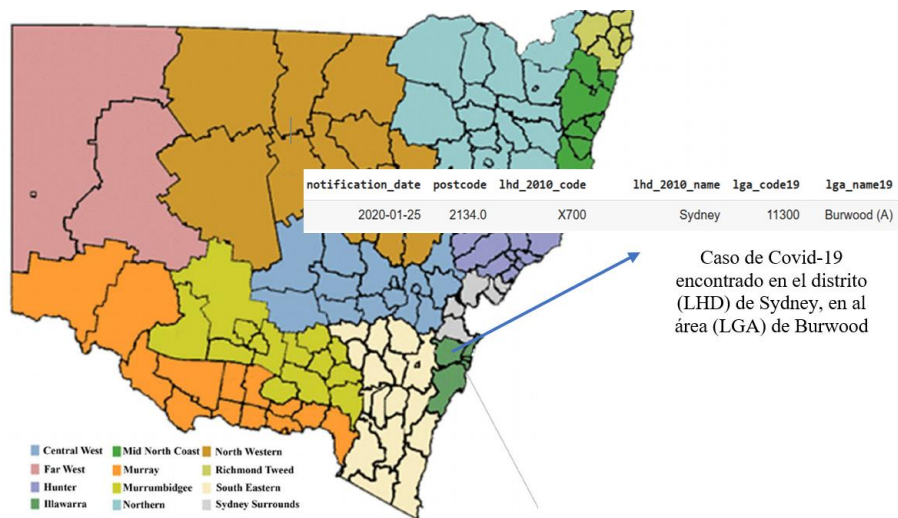 notification_date postcode lhd_2010_code lhd_2010_name lga_code19 lga_name19
2020-01-25 2134.0 X700 Sydney 11300 Burwood (A)
Caso de Covid-19
encontrado en el distrito
(LHD) de Sydney, en al
área (LGA) de Burwood
Central West Mid North Coast North Western
Far West Murray Richmond Tweed
Hunter Murrumbidgee South Eastern
Illawarra Northern Sydney Surrounds